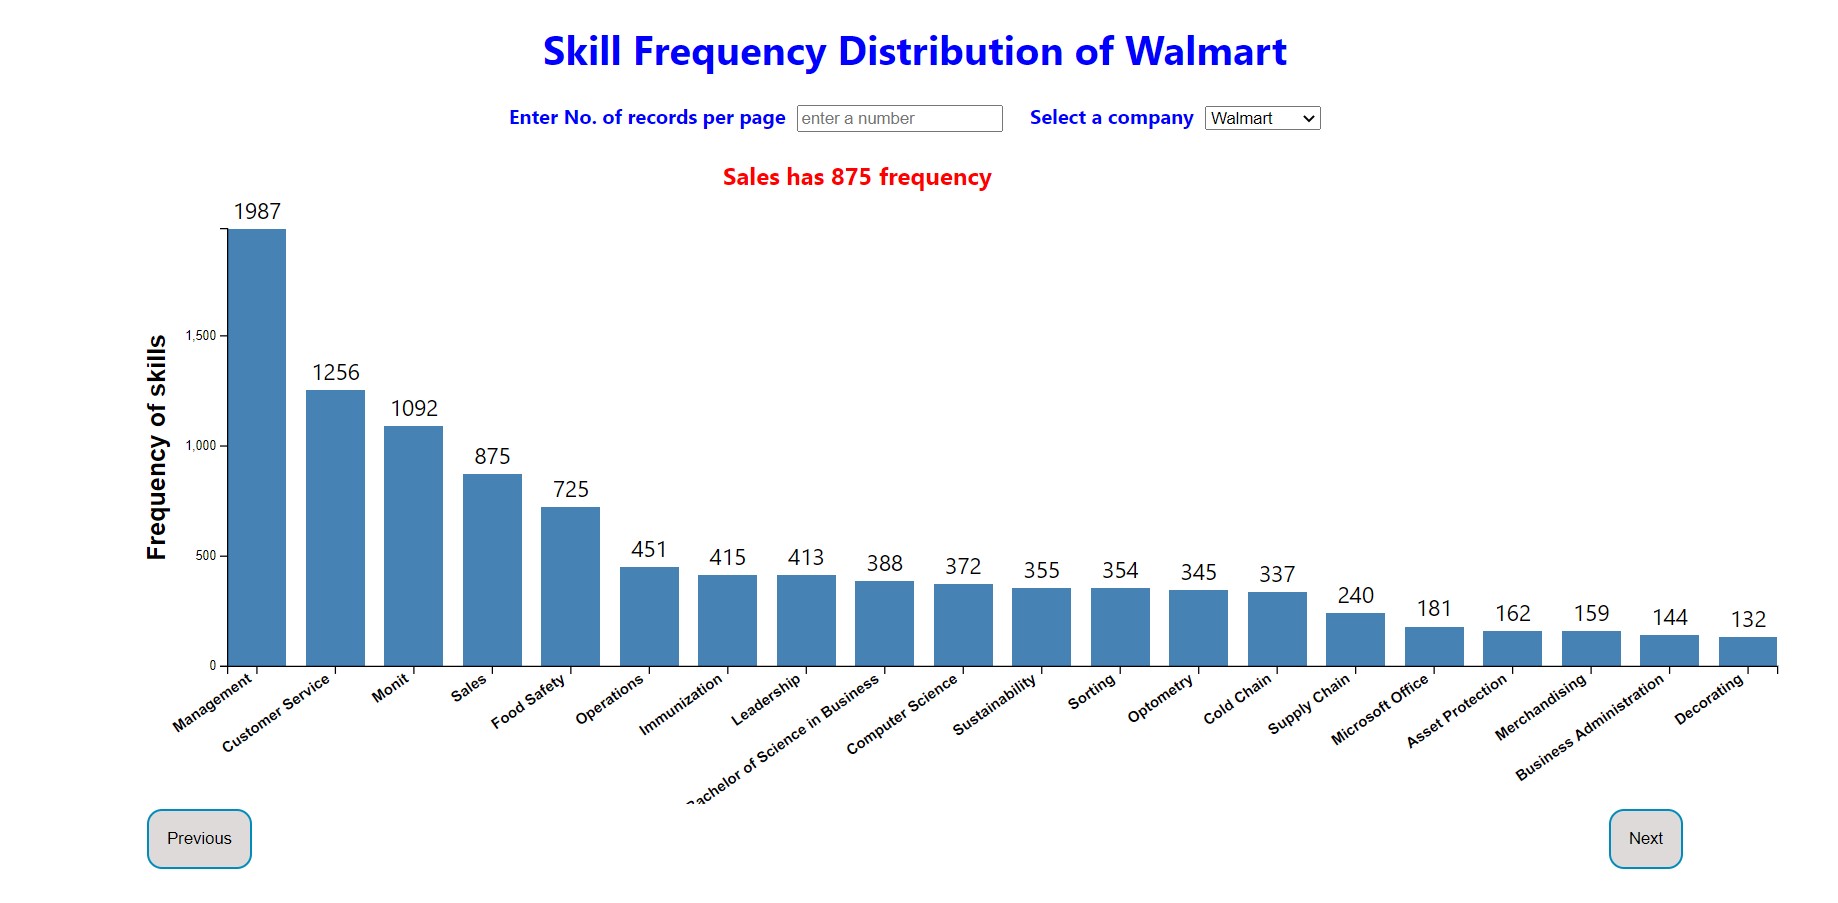 Skill Frequency Distribution of Walmart
Enter No. of records per page enter a number Select a company Walmart
Sales has 875 frequency
1987
1256
1092
875
725
451
415
413
388
372
355
354
345
337
240
181
162
159
144
132
Frequency of skills
1,500
1,000
500
0
Management
Customer Service
Monit
Sales
Food Safety
Operations
Immunization
Leadership
Bachelor of Science in Business
Computer Science
Sustainability
Sorting
Optometry
Cold Chain
Supply Chain
Microsoft Office
Asset Protection
Merchandising
Business Administration
Decorating
Previous
Next